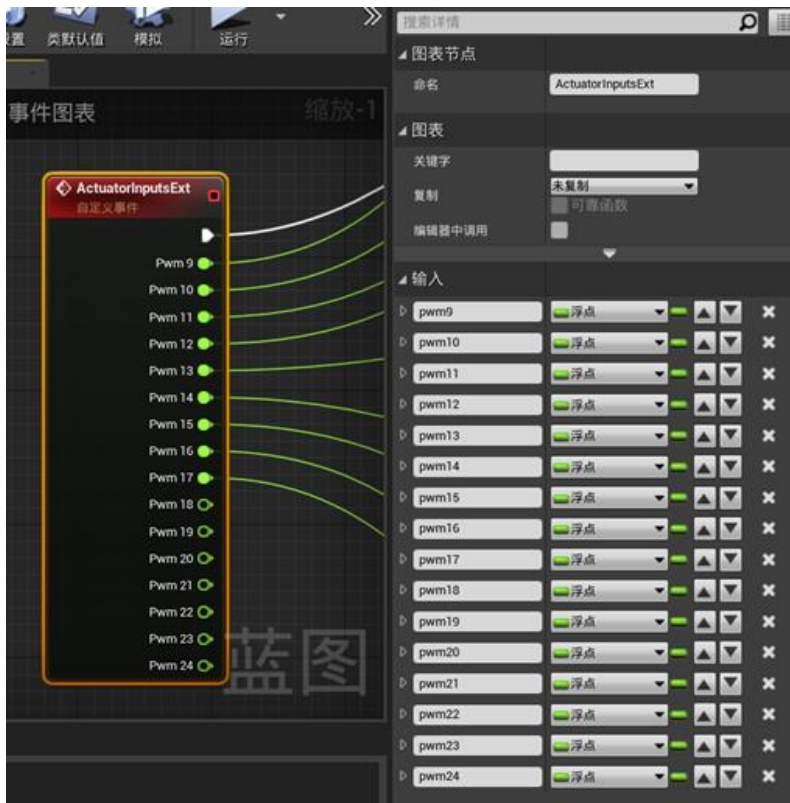 置
类默认值
模拟
运行
事件图表
缩放-1
ActuatorInputsExt
自定义事件
Pwm 9
Pwm 10
Pwm 11
Pwm 12
Pwm 13
Pwm 14
Pwm 15
Pwm 16
Pwm 17
Pwm 18
Pwm 19
Pwm 20
Pwm 21
Pwm 22
Pwm 23
Pwm 24
蓝图
搜索详情
图表节点
命名 ActuatorInputsExt
图表
关键字
复制 未复制
可靠函数
编辑器中调用
输入
pwm9 浮点
pwm10 浮点
pwm11 浮点
pwm12 浮点
pwm13 浮点
pwm14 浮点
pwm15 浮点
pwm16 浮点
pwm17 浮点
pwm18 浮点
pwm19 浮点
pwm20 浮点
pwm21 浮点
pwm22 浮点
pwm23 浮点
pwm24 浮点